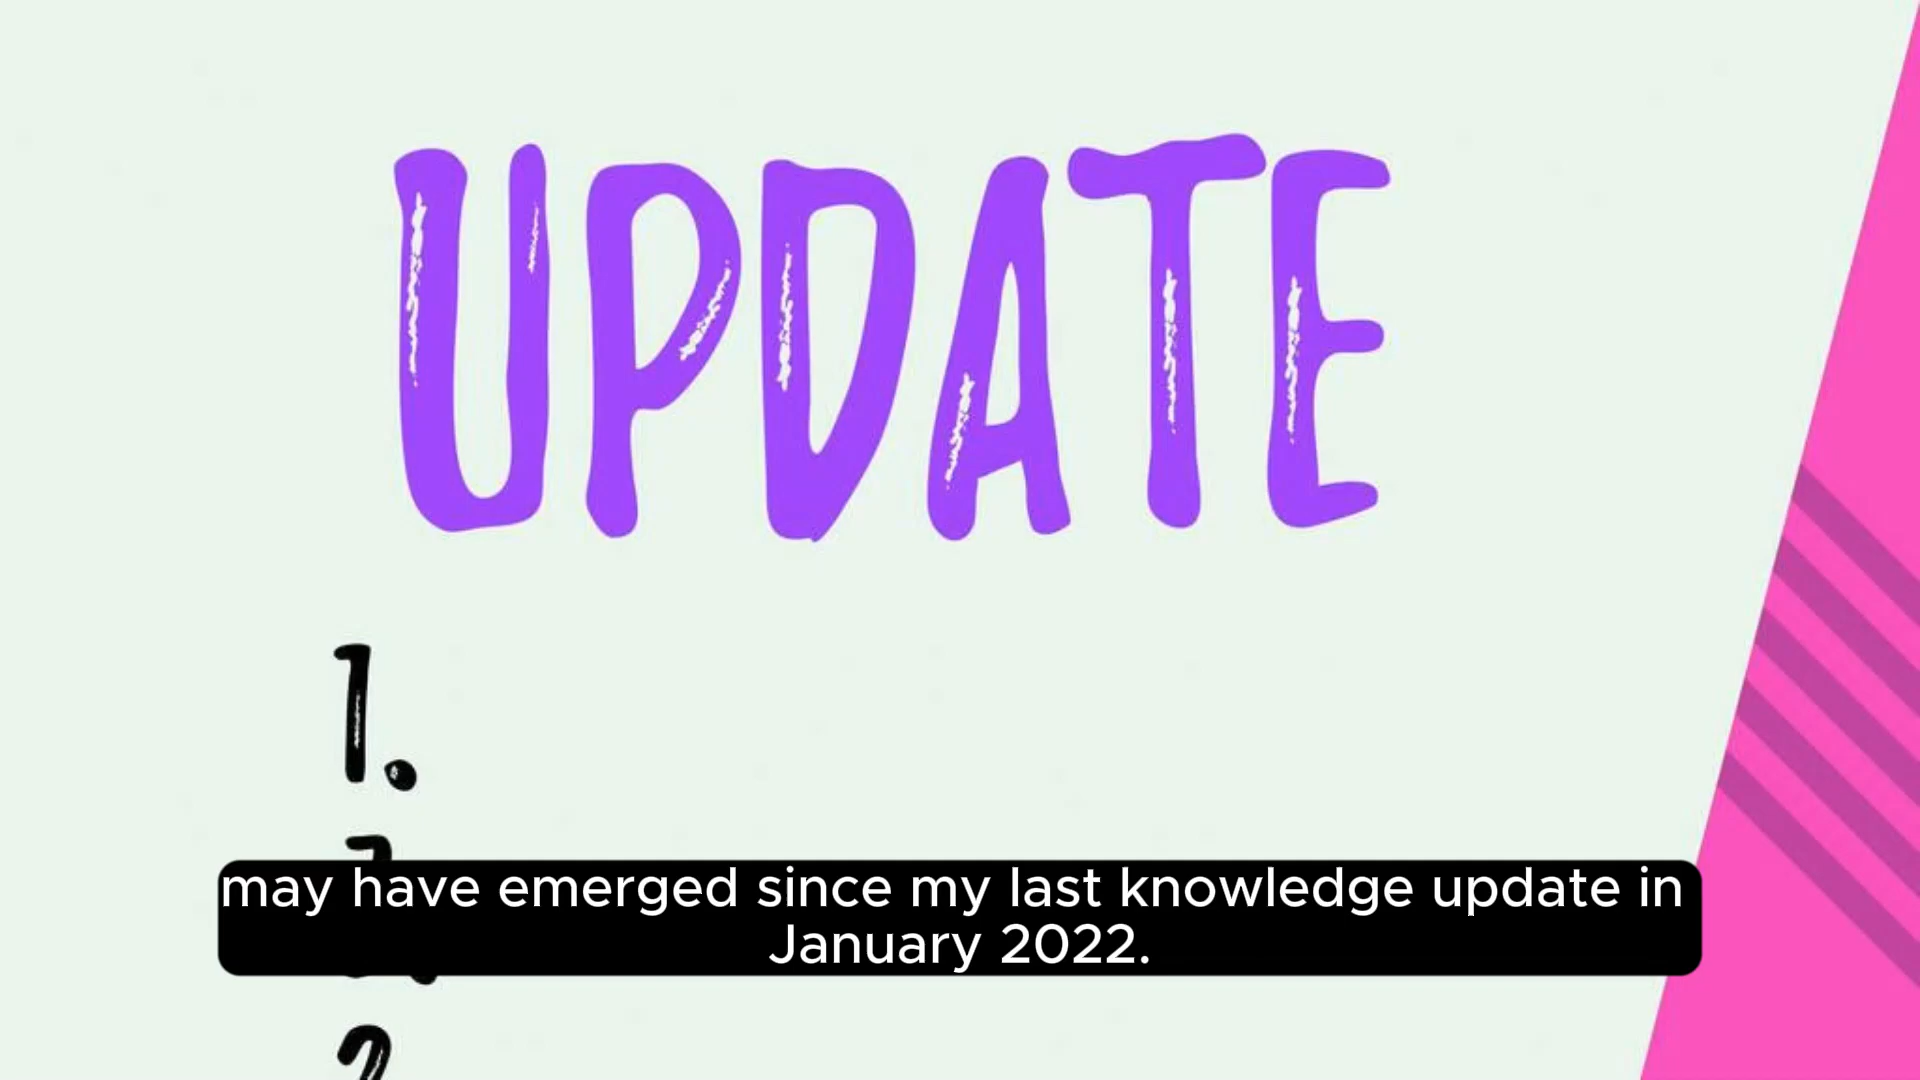 UPDATE
1.
may have emerged since my last knowledge update in
January 2022.